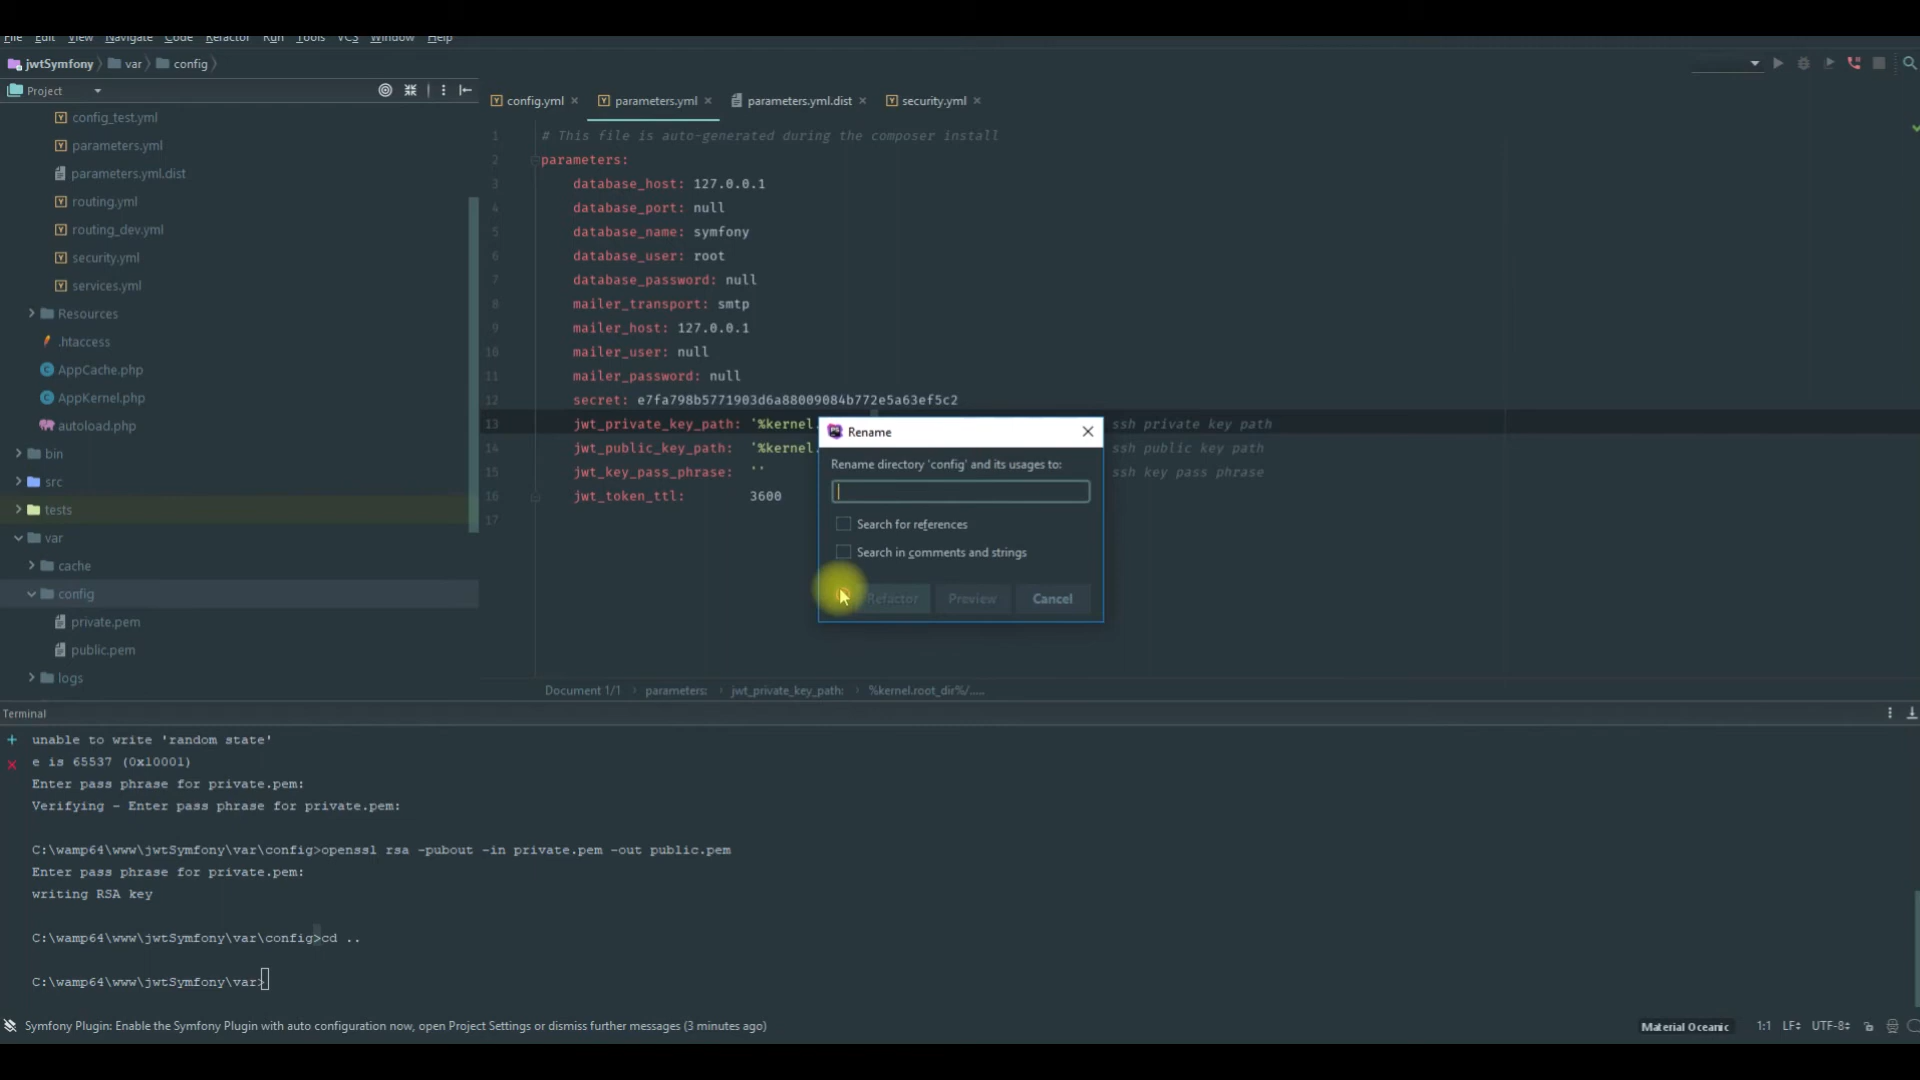 File Edit View Navigate Code Refactor Run Tools VCS Window Help
jwtSymfony var config
Project
config.yml parameters.yml parameters.yml.dist security.yml
config_test.yml
parameters.yml
parameters.yml.dist
routing.yml
routing_dev.yml
security.yml
services.yml
Resources
.htaccess
AppCache.php
AppKernel.php
autoload.php
bin
src
tests
var
cache
config
private.pem
public.pem
logs
1 # This file is auto-generated during the composer install
2 parameters:
3 database_host: 127.0.0.1
4 database_port: null
5 database_name: symfony
6 database_user: root
7 database_password: null
8 mailer_transport: smtp
9 mailer_host: 127.0.0.1
10 mailer_user: null
11 mailer_password: null
12 secret: e7fa798b5771903d6a88009084b772e5a63ef5c2
13 jwt_private_key_path: '%kernel. ssh private key path
14 jwt_public_key_path: '%kernel. ssh public key path
15 jwt_key_pass_phrase: '' ssh key pass phrase
16 jwt_token_ttl: 3600
17
Rename
Rename directory 'config' and its usages to:
Search for references
Search in comments and strings
Refactor Preview Cancel
Document 1/1 parameters: jwt_private_key_path: %kernel.root_dir%/.....
Terminal
unable to write 'random state'
e is 65537 (0x10001)
Enter pass phrase for private.pem:
Verifying - Enter pass phrase for private.pem:
C:\wamp64\www\jwtSymfony\var\config>openssl rsa -pubout -in private.pem -out public.pem
Enter pass phrase for private.pem:
writing RSA key
C:\wamp64\www\jwtSymfony\var\config>cd ..
C:\wamp64\www\jwtSymfony\var>
Symfony Plugin: Enable the Symfony Plugin with auto configuration now, open Project Settings or dismiss further messages (3 minutes ago)
Material Oceanic 1:1 LF UTF-8